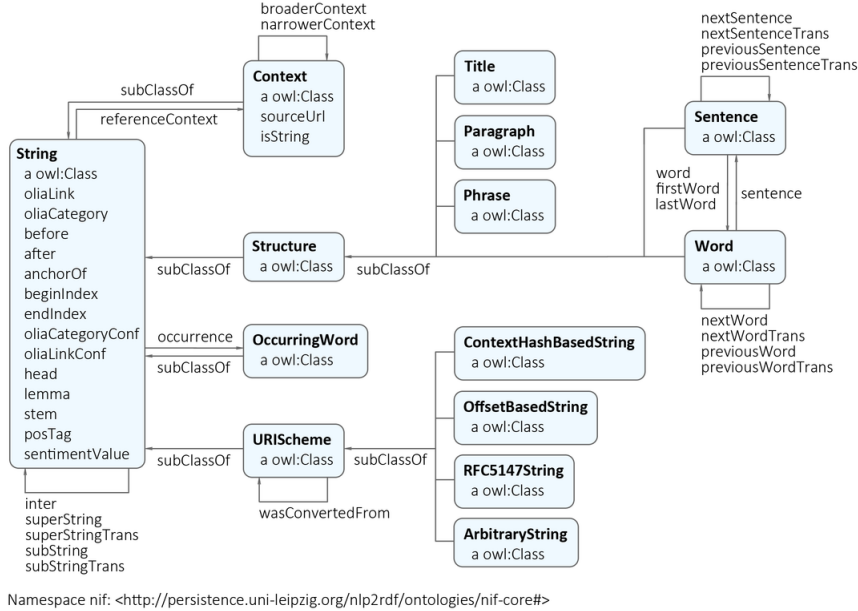 broaderContext
narrowerContext
Context
a owl:Class
sourceUrl
isString
subClassOf
referenceContext
String
a owl:Class
oliaLink
oliaCategory
before
after
anchorOf
beginIndex
endIndex
oliaCategoryConf
oliaLinkConf
head
lemma
stem
posTag
sentimentValue
inter
superString
superStringTrans
subString
subStringTrans
Title
a owl:Class
Paragraph
a owl:Class
Phrase
a owl:Class
Structure
a owl:Class
subClassOf
subClassOf
nextSentence
nextSentenceTrans
previousSentence
previousSentenceTrans
Sentence
a owl:Class
word
firstWord
lastWord
sentence
Word
a owl:Class
nextWord
nextWordTrans
previousWord
previousWordTrans
occurrence
subClassOf
OccurringWord
a owl:Class
URIScheme
a owl:Class
subClassOf
subClassOf
wasConvertedFrom
ContextHashBasedString
a owl:Class
OffsetBasedString
a owl:Class
RFC5147String
a owl:Class
ArbitraryString
a owl:Class
Namespace nif: <http://persistence.uni-leipzig.org/nlp2rdf/ontologies/nif-core#>